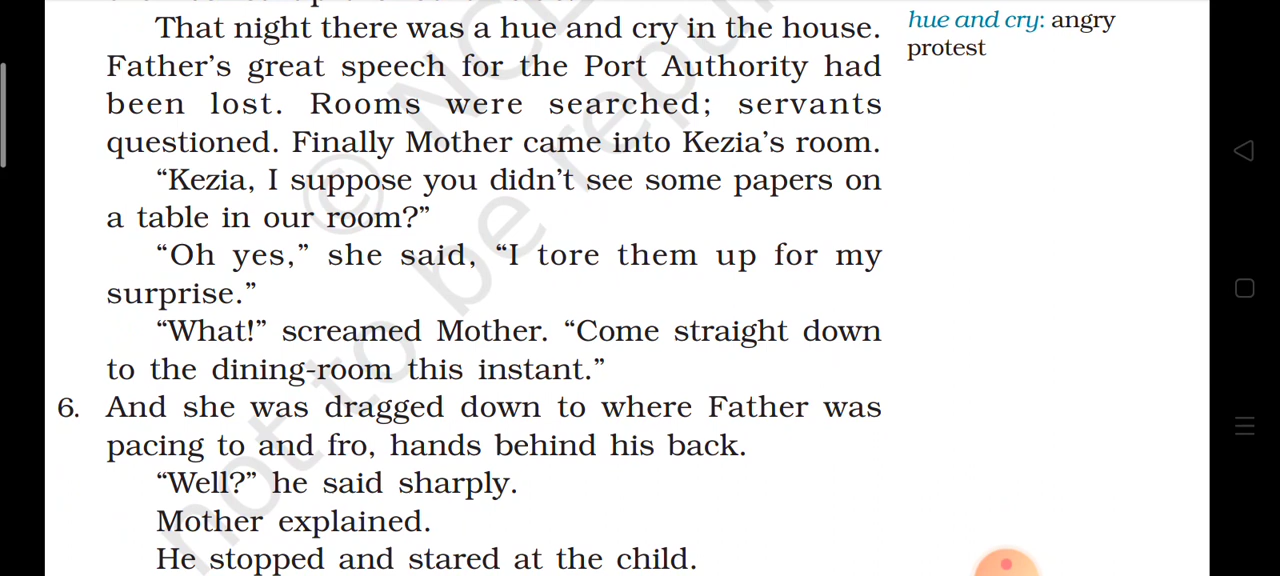 That night there was a hue and cry in the house.
Father's great speech for the Port Authority had
been lost. Rooms were searched; servants
questioned. Finally Mother came into Kezia's room.
"Kezia, I suppose you didn't see some papers on
a table in our room?"
"Oh yes," she said, "I tore them up for my
surprise."
"What!" screamed Mother. "Come straight down
to the dining-room this instant."
6. And she was dragged down to where Father was
pacing to and fro, hands behind his back.
"Well?" he said sharply.
Mother explained.
He stopped and stared at the child.
hue and cry: angry
protest
not to be repu
© NCE